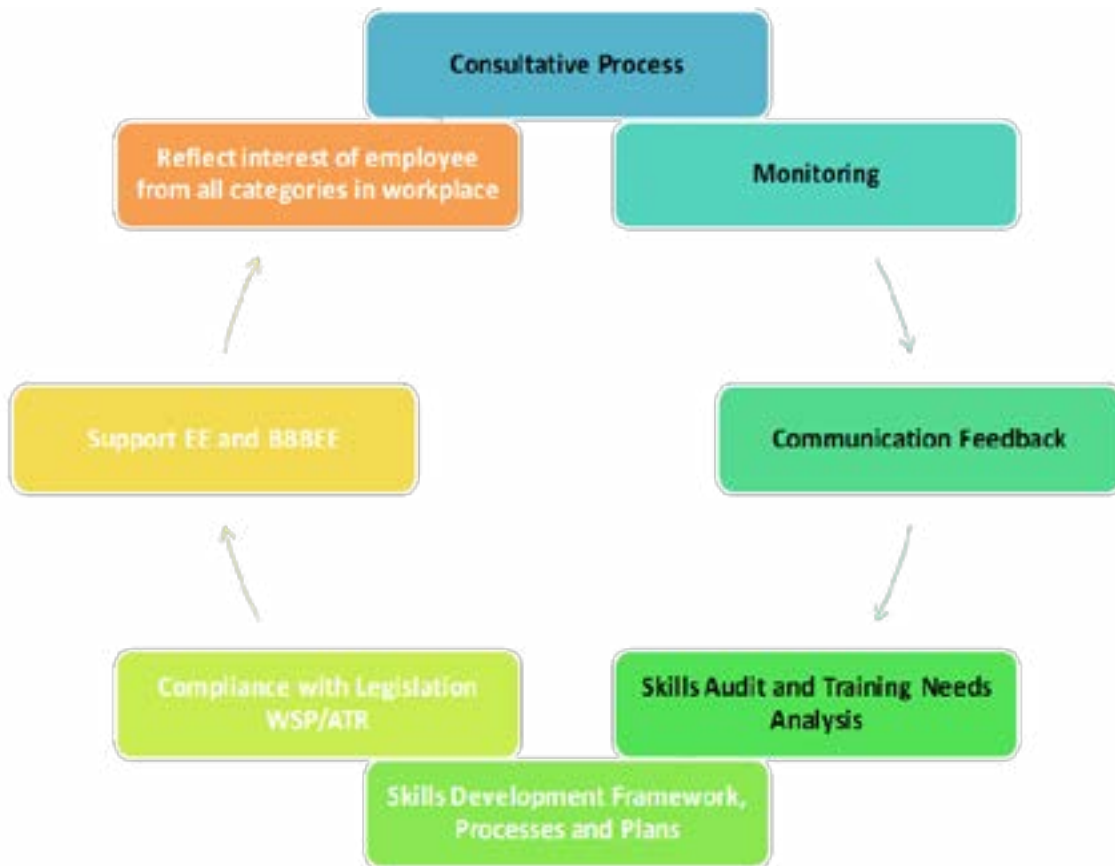 Consultative Process
Monitoring
Communication Feedback
Skills Audit and Training Needs
Analysis
Skills Development Framework,
Processes and Plans
Compliance with Legislation
WSP/ATR
Support EE and BBBEE
Reflect interest of employee
from all categories in workplace